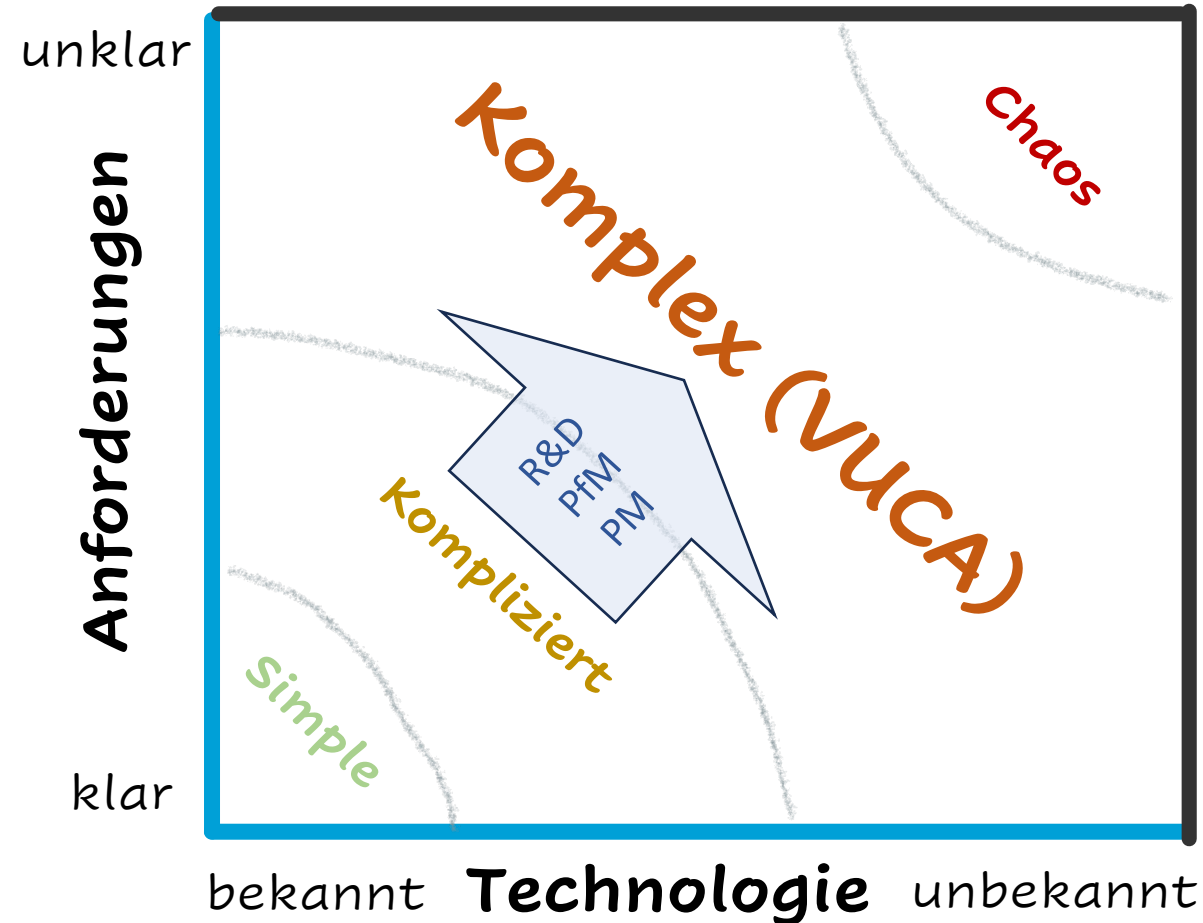 unklar
Anforderungen
klar
Chaos
Komplex (VUCA)
R&D
PfM
PM
Kompliziert
Simple
bekannt
Technologie
unbekannt